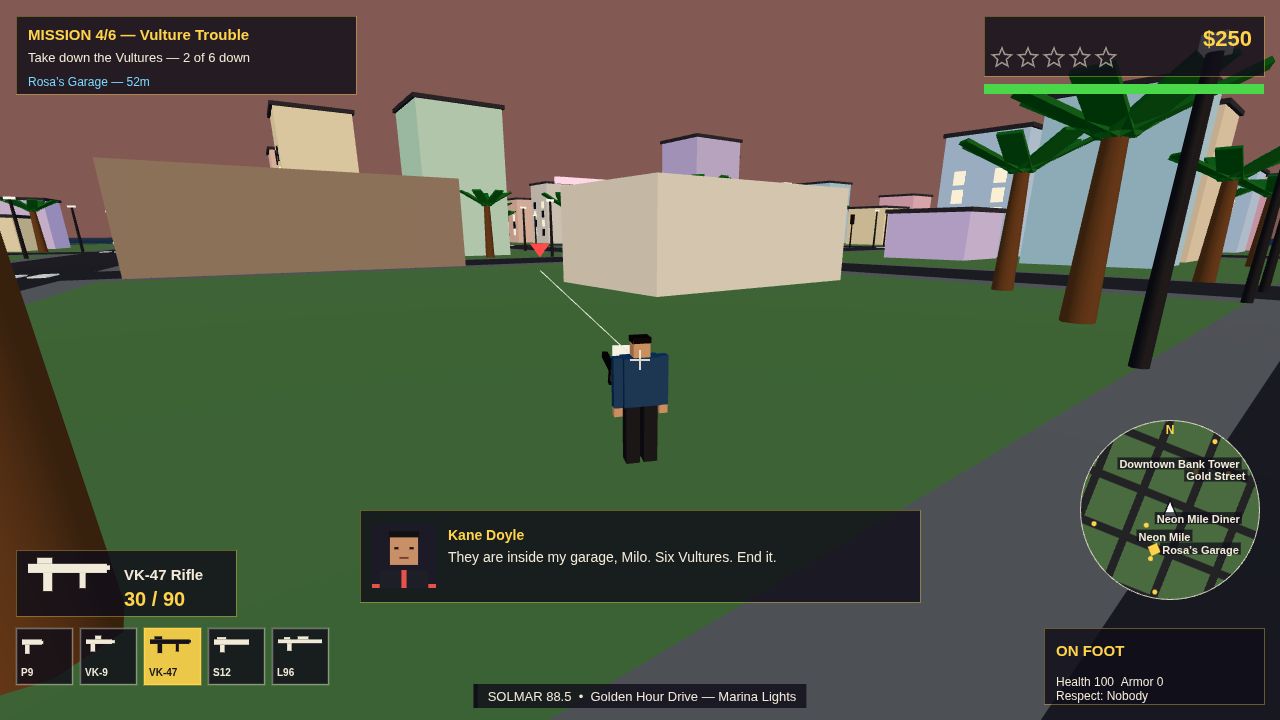 MISSION 4/6 — Vulture Trouble
Take down the Vultures — 2 of 6 down
Rosa's Garage — 52m
$250
N
Downtown Bank Tower
Gold Street
Neon Mile Diner
Neon Mile
Rosa's Garage
Kane Doyle
They are inside my garage, Milo. Six Vultures. End it.
VK-47 Rifle
30 / 90
P9
VK-9
VK-47
S12
L96
ON FOOT
Health 100 Armor 0
Respect: Nobody
SOLMAR 88.5 • Golden Hour Drive — Marina Lights